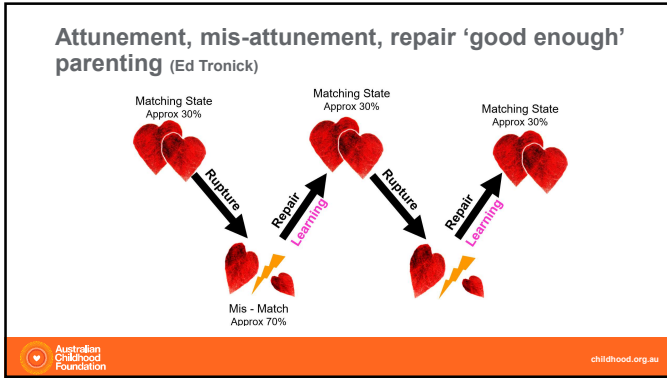 Attunement, mis-attunement, repair ‘good enough’
parenting (Ed Tronick)
Matching State
Approx 30%
Matching State
Approx 30%
Matching State
Approx 30%
Rupture
Repair
Learning
Rupture
Repair
Learning
Mis - Match
Approx 70%
Australian
Childhood
Foundation
childhood.org.au